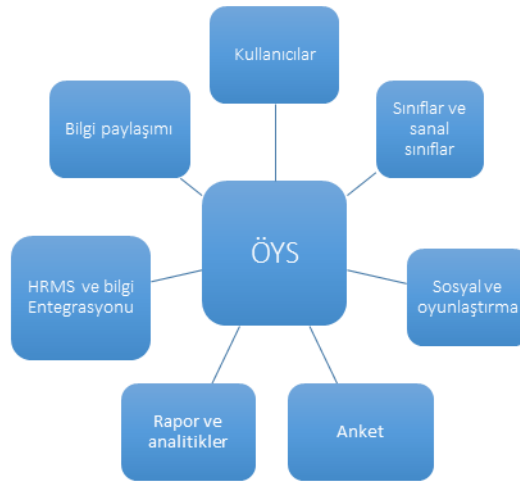 Kullanıcılar
Sınıflar ve
sanal
sınıflar
Bilgi paylaşımı
ÖYS
HRMS ve bilgi
Entegrasyonu
Sosyal ve
oyunlaştırma
Rapor ve
analitikler
Anket